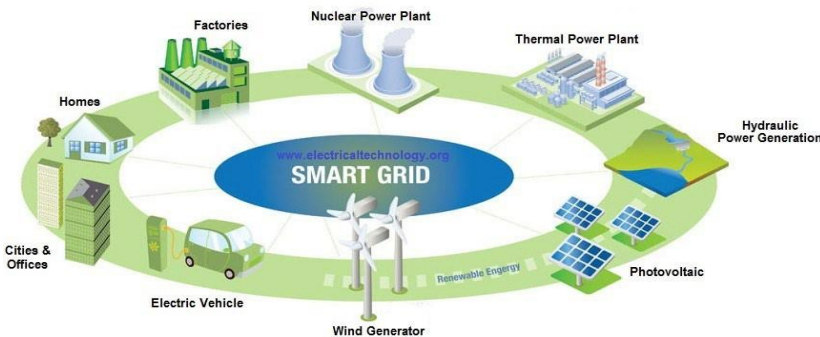 Nuclear Power Plant
Factories
Thermal Power Plant
Homes
Hydraulic
Power Generation
www.electricaltechnology.org
SMART GRID
Cities &
Offices
Renewable Engergy
Photovoltaic
Electric Vehicle
Wind Generator